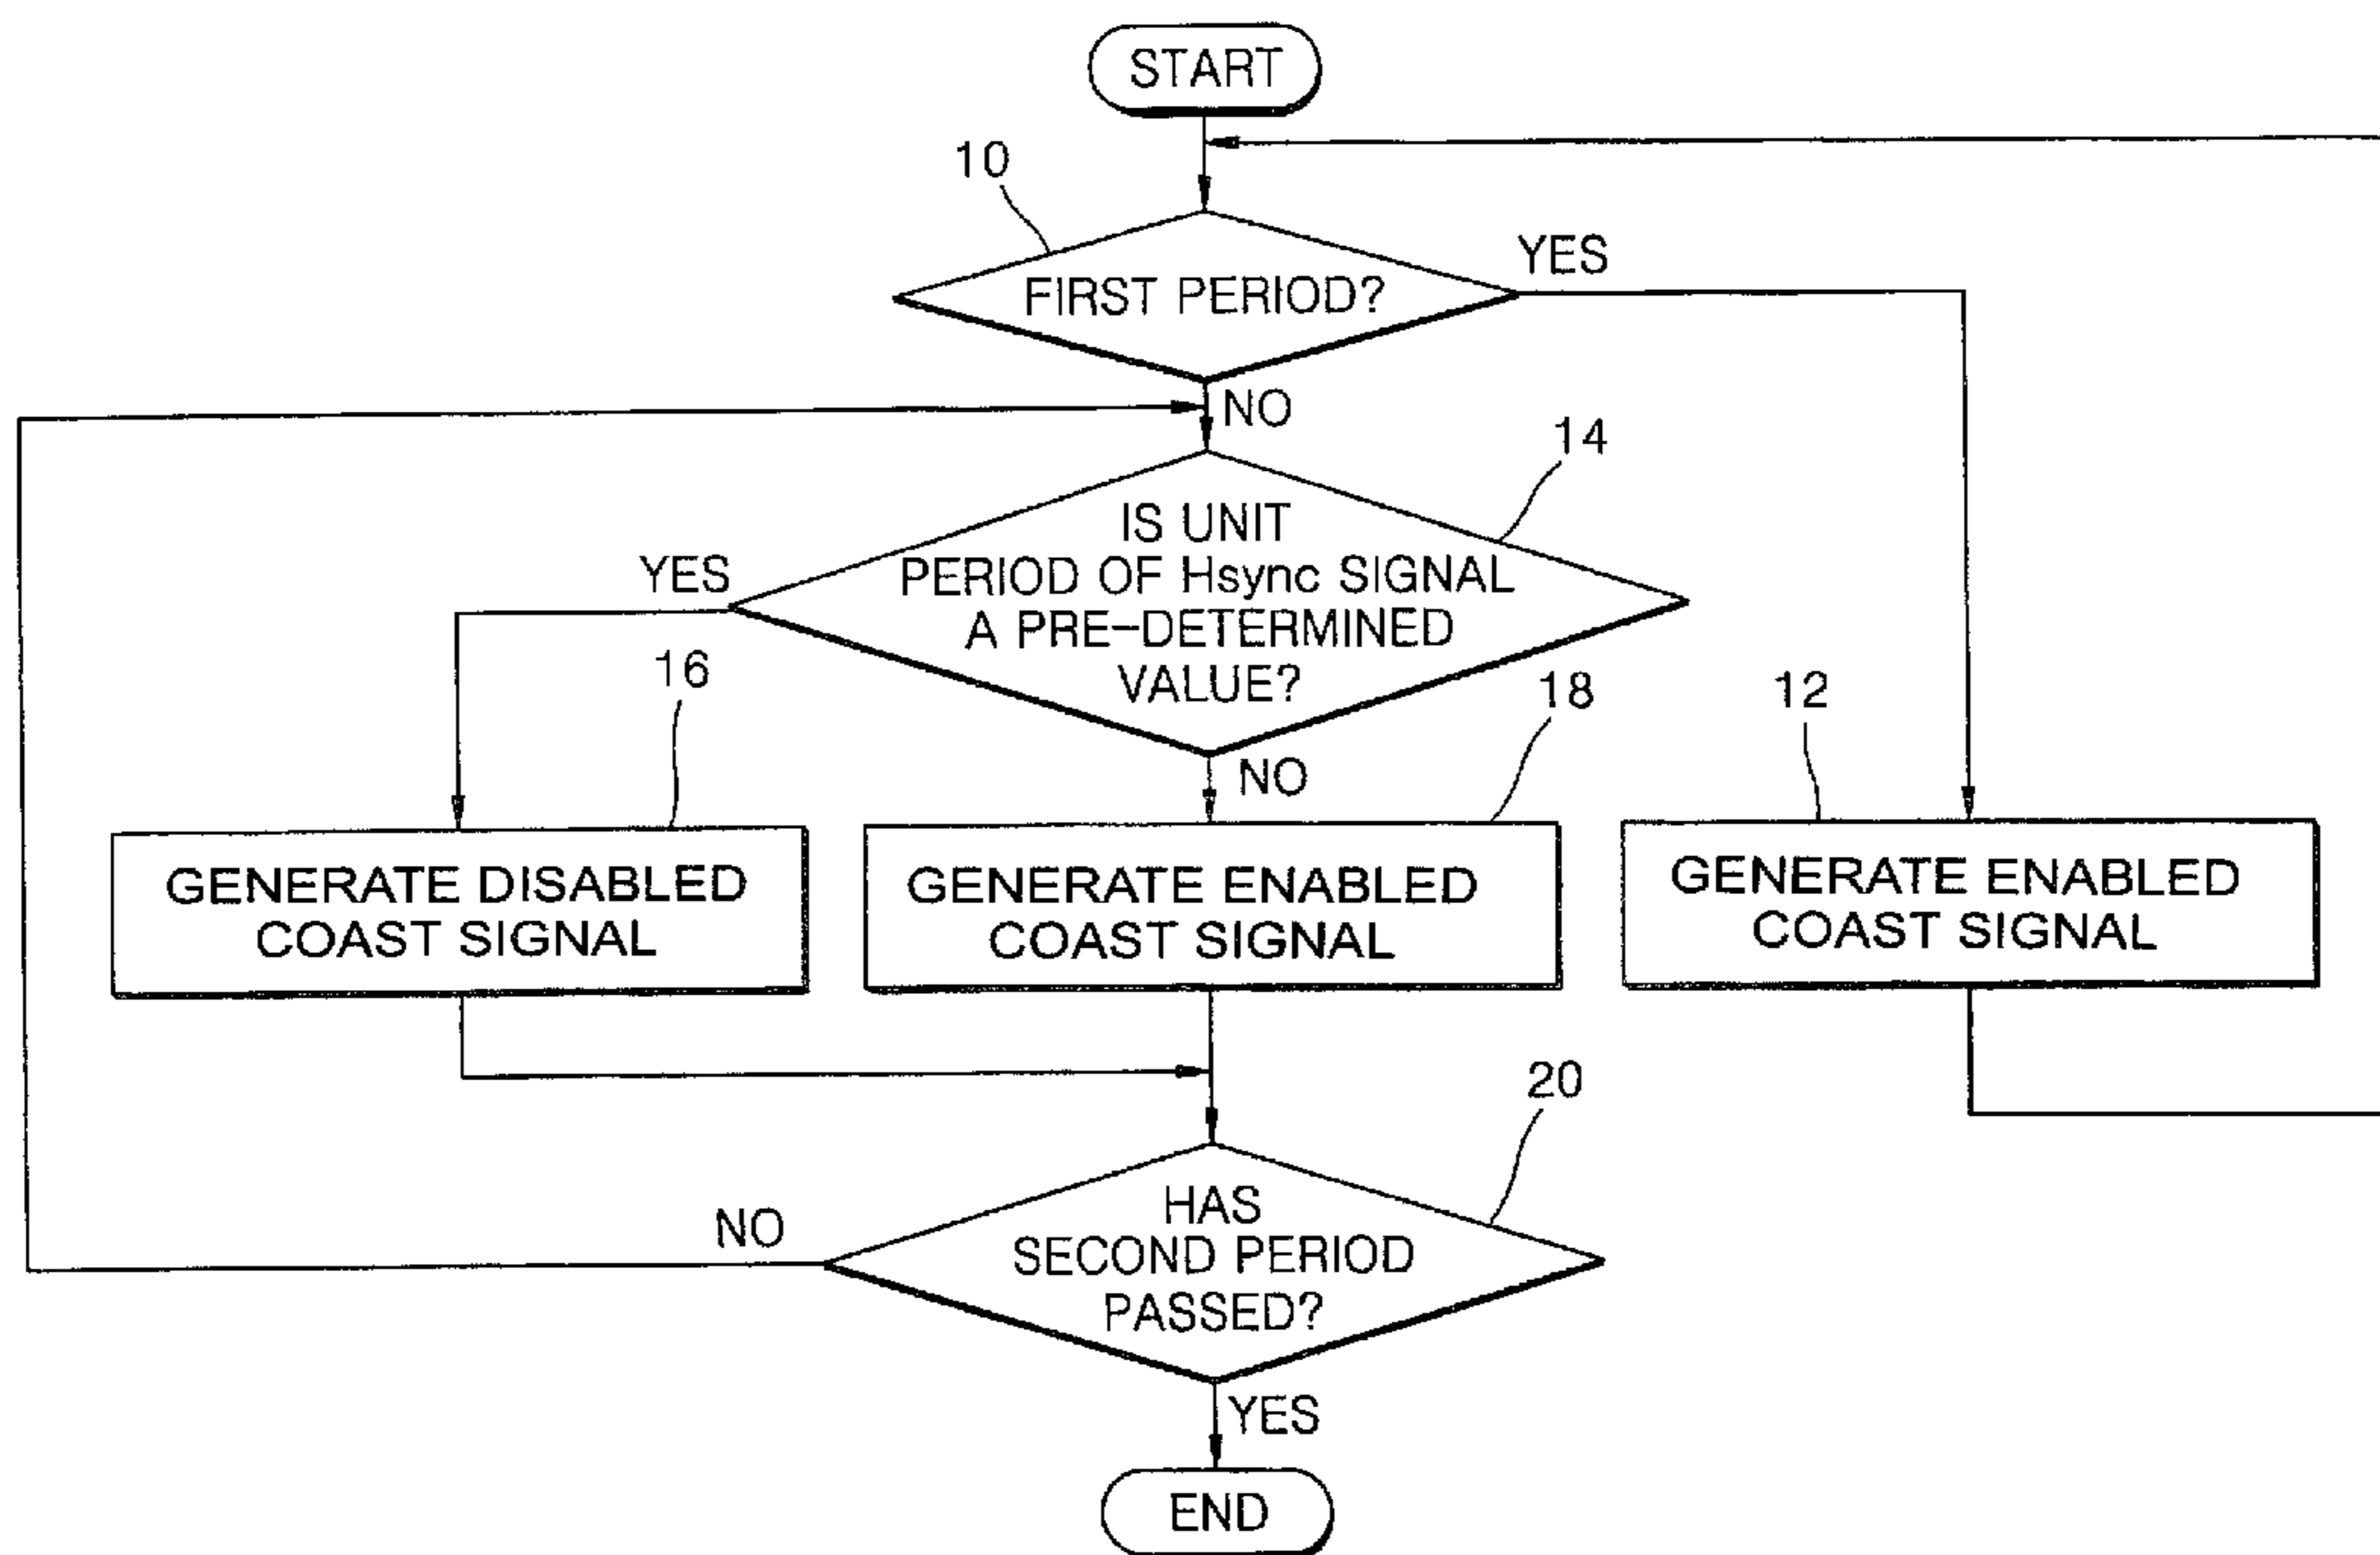 START
10
FIRST PERIOD?
YES
NO
14
IS UNIT
PERIOD OF Hsync SIGNAL
A PRE-DETERMINED
VALUE?
YES
16
NO
18
12
GENERATE DISABLED
COAST SIGNAL
GENERATE ENABLED
COAST SIGNAL
GENERATE ENABLED
COAST SIGNAL
20
HAS
SECOND PERIOD
PASSED?
NO
YES
END